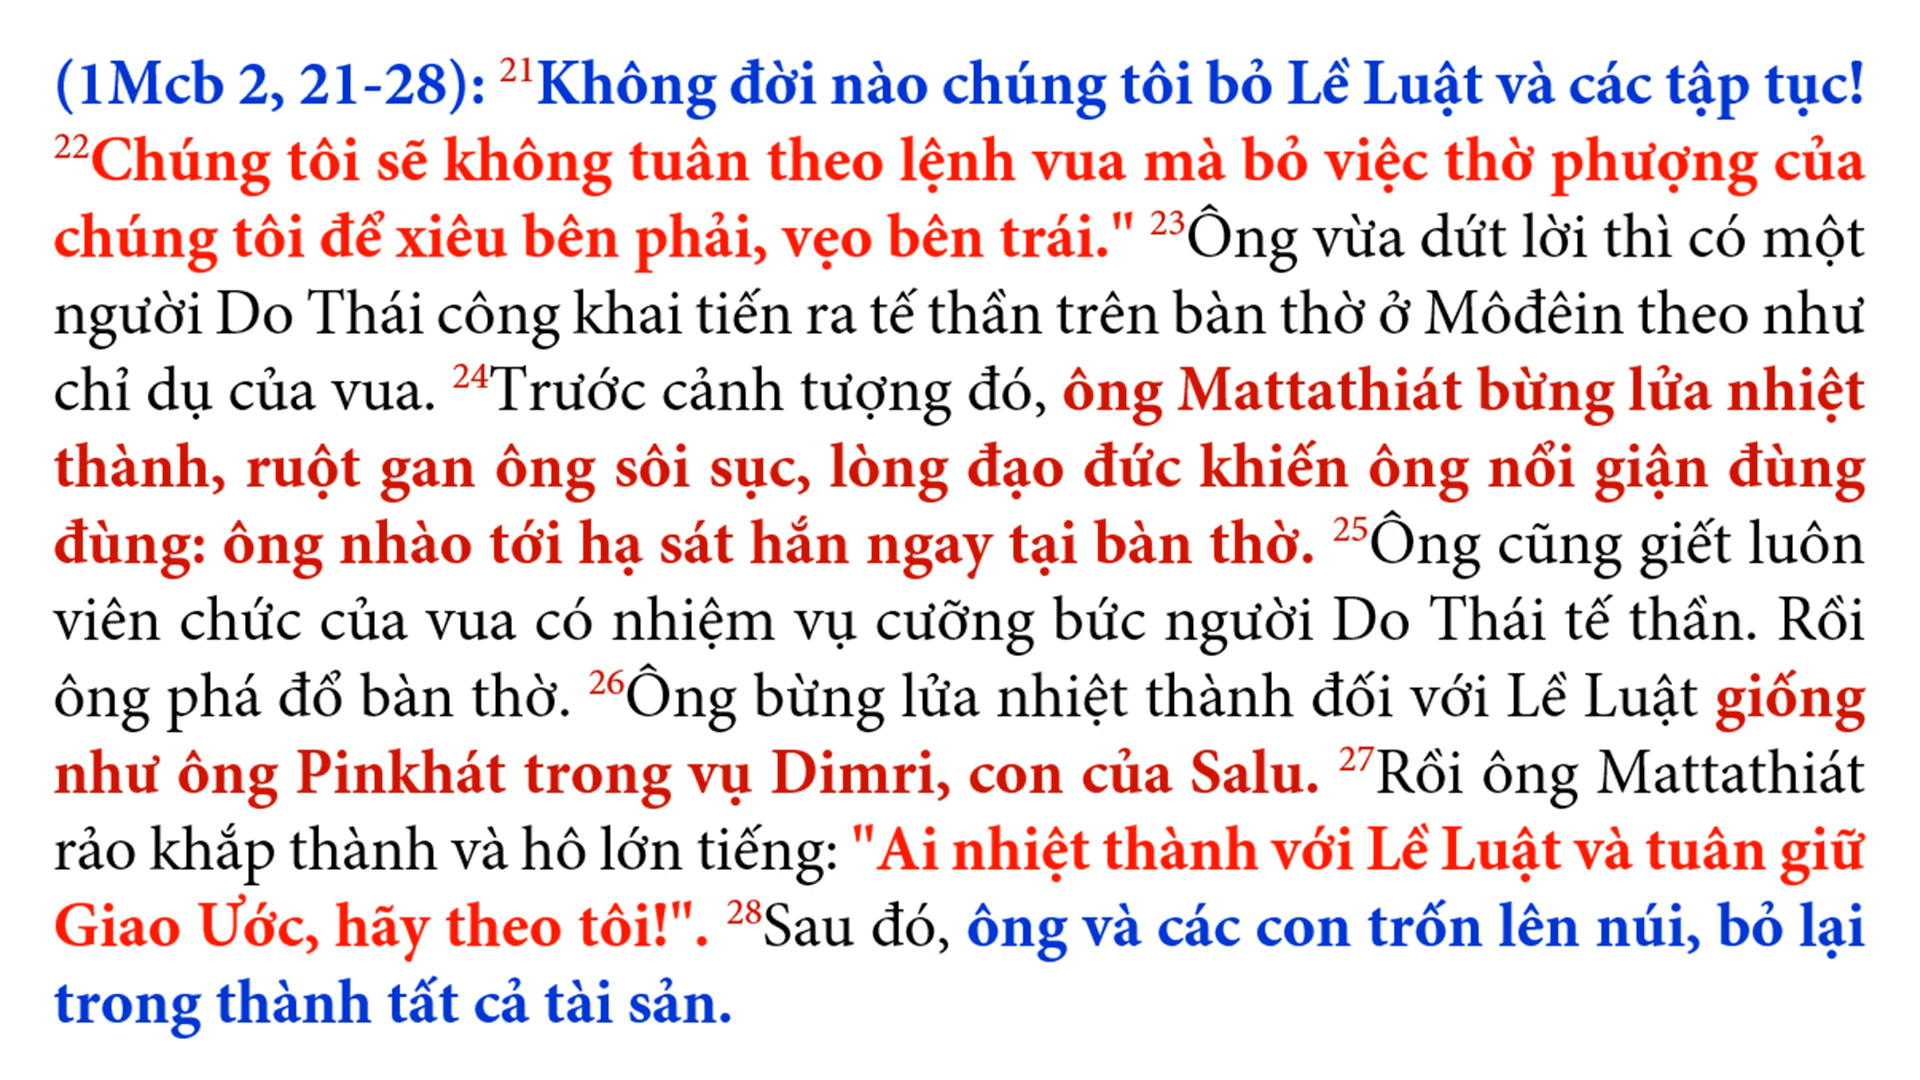 (1Mcb 2, 21-28): 21Không đời nào chúng tôi bỏ Lề Luật và các tập tục!
22Chúng tôi sẽ không tuân theo lệnh vua mà bỏ việc thờ phượng của
chúng tôi để xiêu bên phải, vẹo bên trái." 23Ông vừa dứt lời thì có một
người Do Thái công khai tiến ra tế thần trên bàn thờ ở Môđêin theo như
chỉ dụ của vua. 24Trước cảnh tượng đó, ông Mattathiát bừng lửa nhiệt
thành, ruột gan ông sôi sục, lòng đạo đức khiến ông nổi giận đùng
đùng: ông nhào tới hạ sát hắn ngay tại bàn thờ. 25Ông cũng giết luôn
viên chức của vua có nhiệm vụ cưỡng bức người Do Thái tế thần. Rồi
ông phá đổ bàn thờ. 26Ông bừng lửa nhiệt thành đối với Lề Luật giống
như ông Pinkhát trong vụ Dimri, con của Salu. 27Rồi ông Mattathiát
rảo khắp thành và hô lớn tiếng: "Ai nhiệt thành với Lề Luật và tuân giữ
Giao Ước, hãy theo tôi!". 28Sau đó, ông và các con trốn lên núi, bỏ lại
trong thành tất cả tài sản.